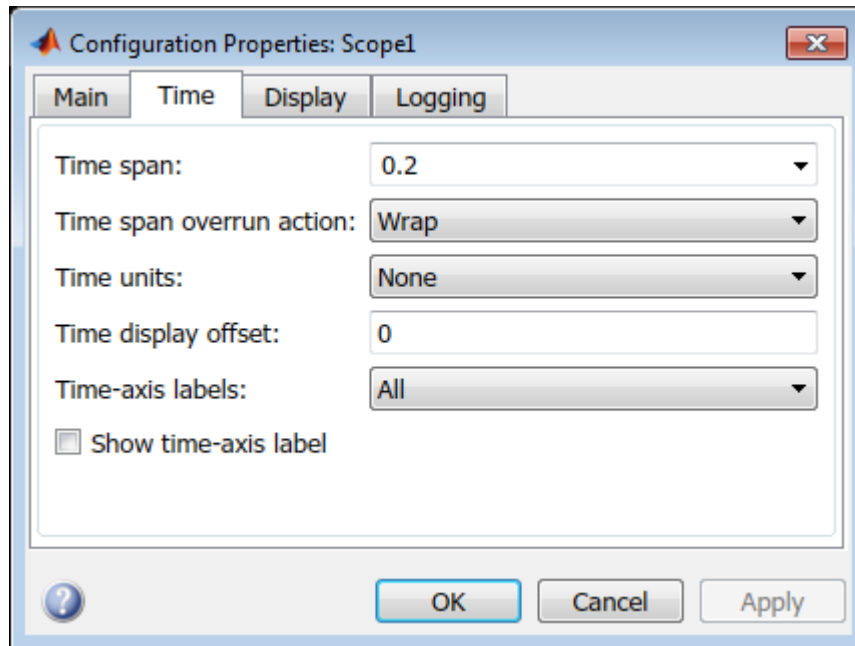 Configuration Properties: Scope1
Main Time Display Logging
Time span: 0.2
Time span overrun action: Wrap
Time units: None
Time display offset: 0
Time-axis labels: All
Show time-axis label
? OK Cancel Apply